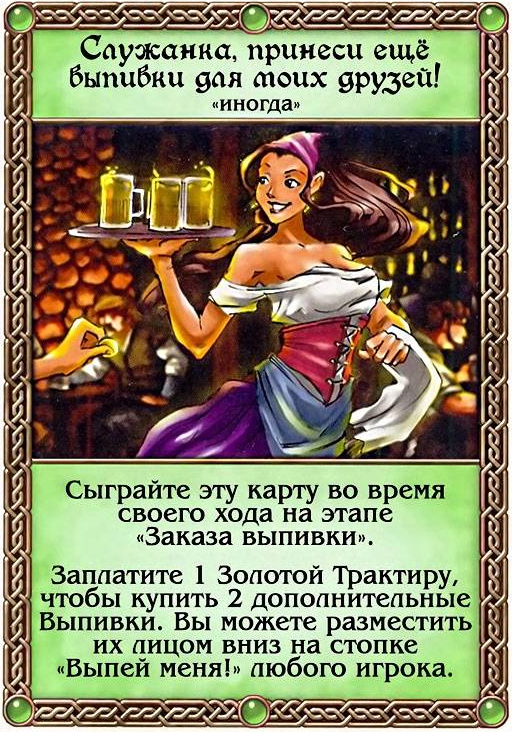 Служанка, принеси ещё
выпивки для моих друзей!
«иногда»
Сыграйте эту карту во время
своего хода на этапе
«Заказа выпивки».
Заплатите 1 Золотой Трактиру,
чтобы купить 2 дополнительные
Выпивки. Вы можете разместить
их лицом вниз на стопке
«Выпей меня!» любого игрока.